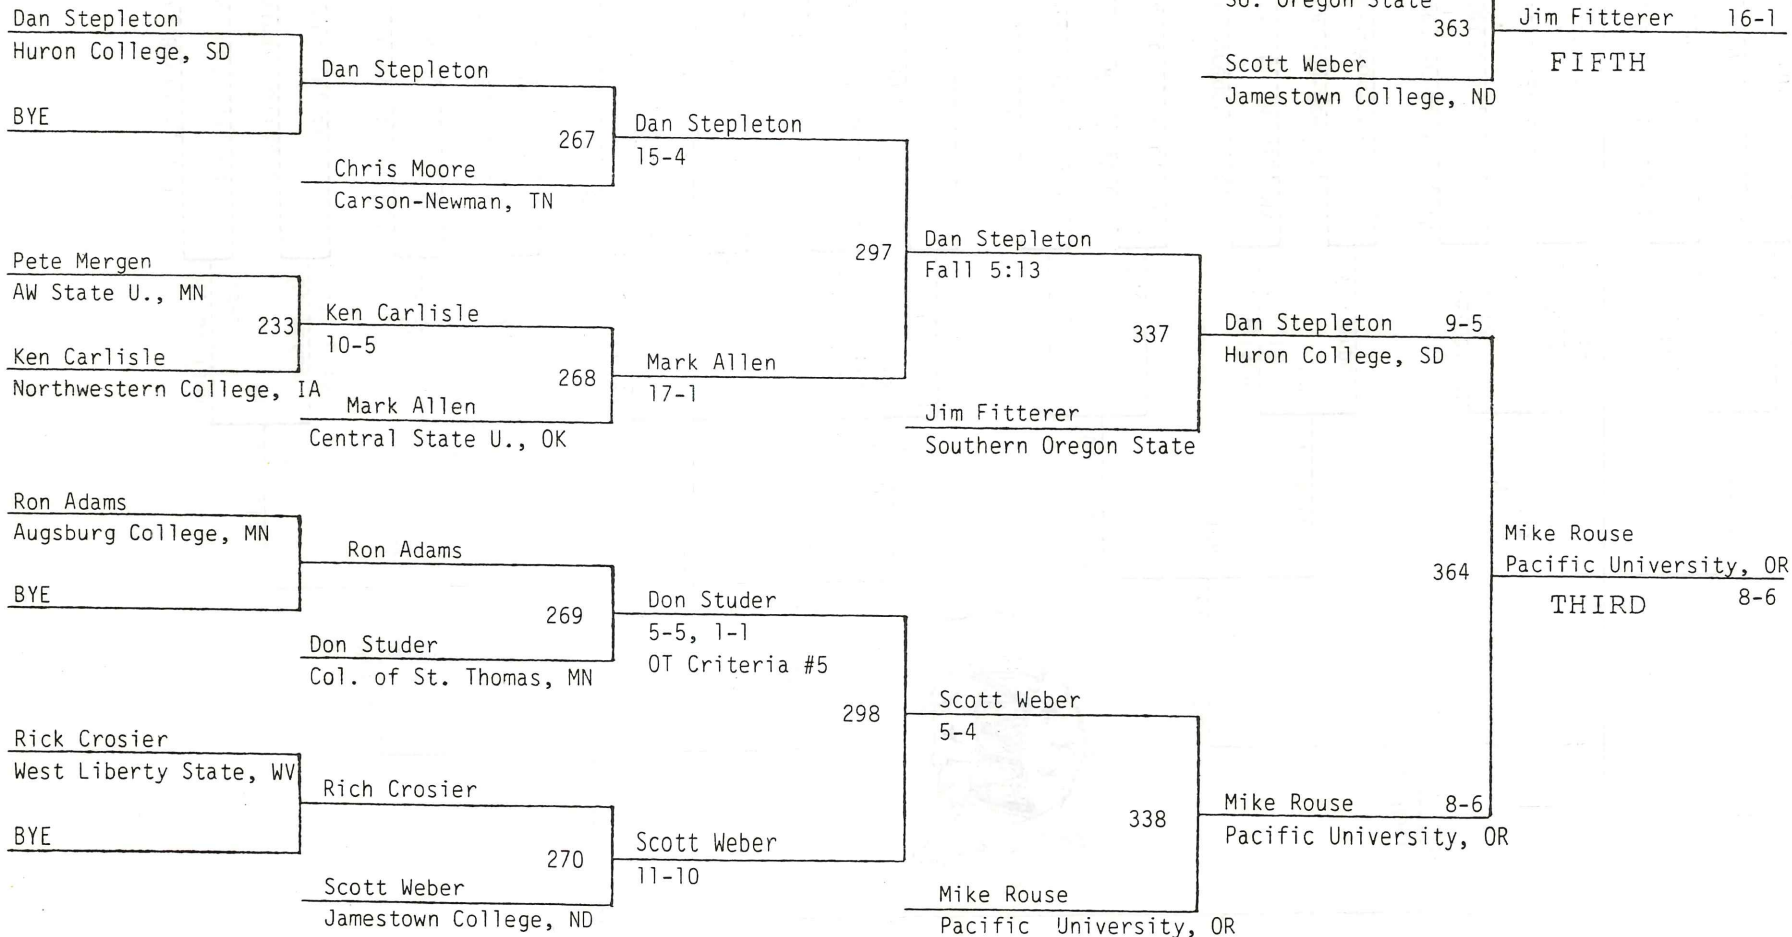 So. Oregon State
363
Jim Fitterer 16-1
Scott Weber
FIFTH
Jamestown College, ND
Dan Stepleton
Huron College, SD
BYE
Dan Stepleton
267
Chris Moore
Carson-Newman, TN
Dan Stepleton
15-4
Pete Mergen
AW State U., MN
233
Ken Carlisle
Northwestern College, IA
Ken Carlisle
10-5
268
Mark Allen
Central State U., OK
Mark Allen
17-1
297
Dan Stepleton
Fall 5:13
337
Jim Fitterer
Southern Oregon State
Dan Stepleton 9-5
Huron College, SD
Ron Adams
Augsburg College, MN
BYE
Ron Adams
269
Don Studer
Col. of St. Thomas, MN
Don Studer
5-5, 1-1
OT Criteria #5
Rick Crosier
West Liberty State, WV
BYE
Rich Crosier
270
Scott Weber
Jamestown College, ND
Scott Weber
11-10
298
Scott Weber
5-4
338
Mike Rouse
Pacific University, OR
Mike Rouse 8-6
Pacific University, OR
364
Mike Rouse
Pacific University, OR
THIRD 8-6